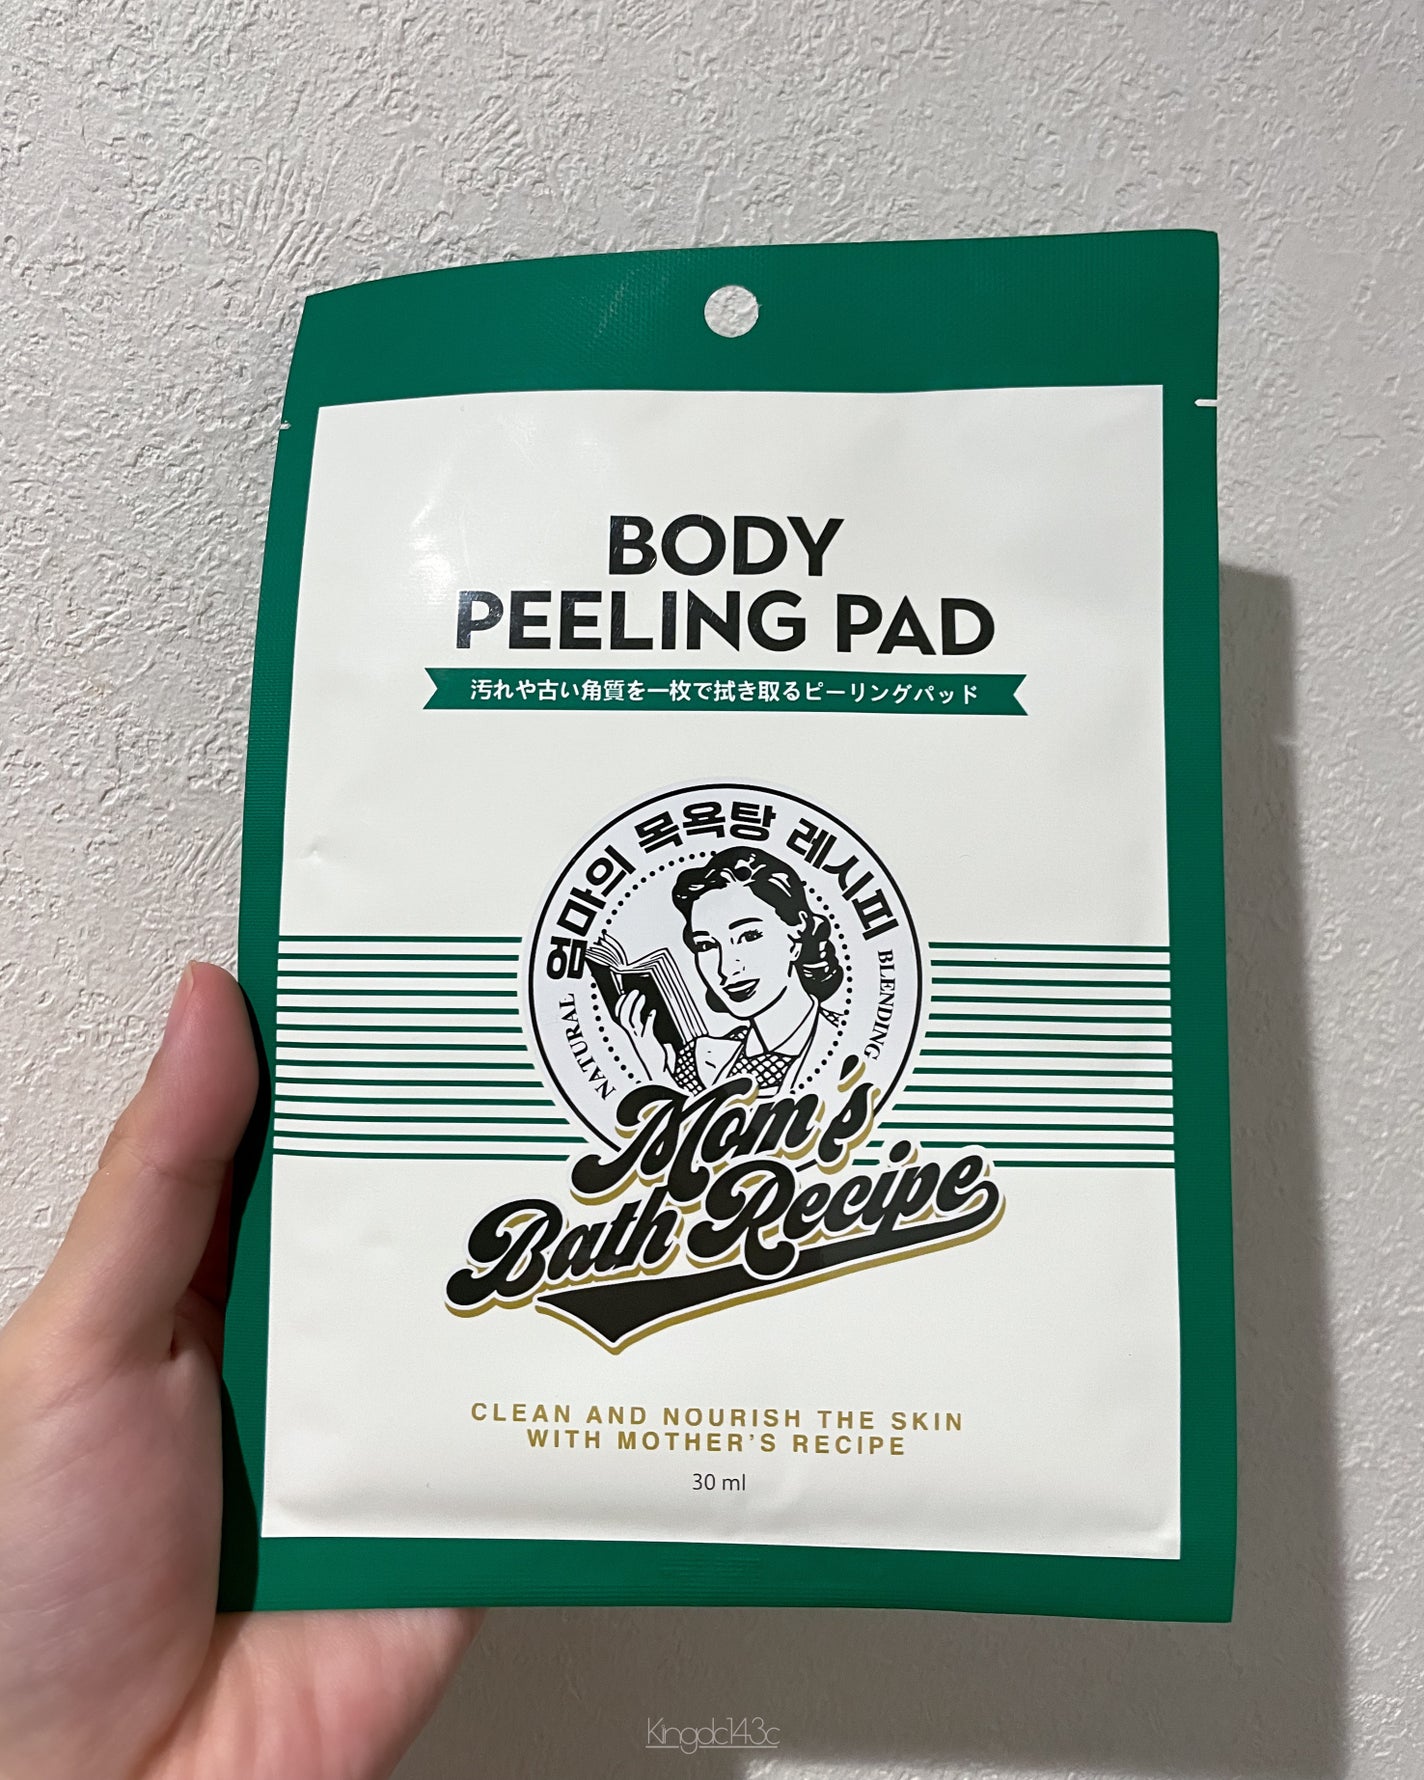 BODY
PEELING PAD
汚れや古い角質を一枚で拭き取るピーリングパッド
엄마의 목욕탕 레시피
NATURAL
BLENDING
Mom's
Bath Recipe
CLEAN AND NOURISH THE SKIN
WITH MOTHER'S RECIPE
30 ml
Kingdc143c